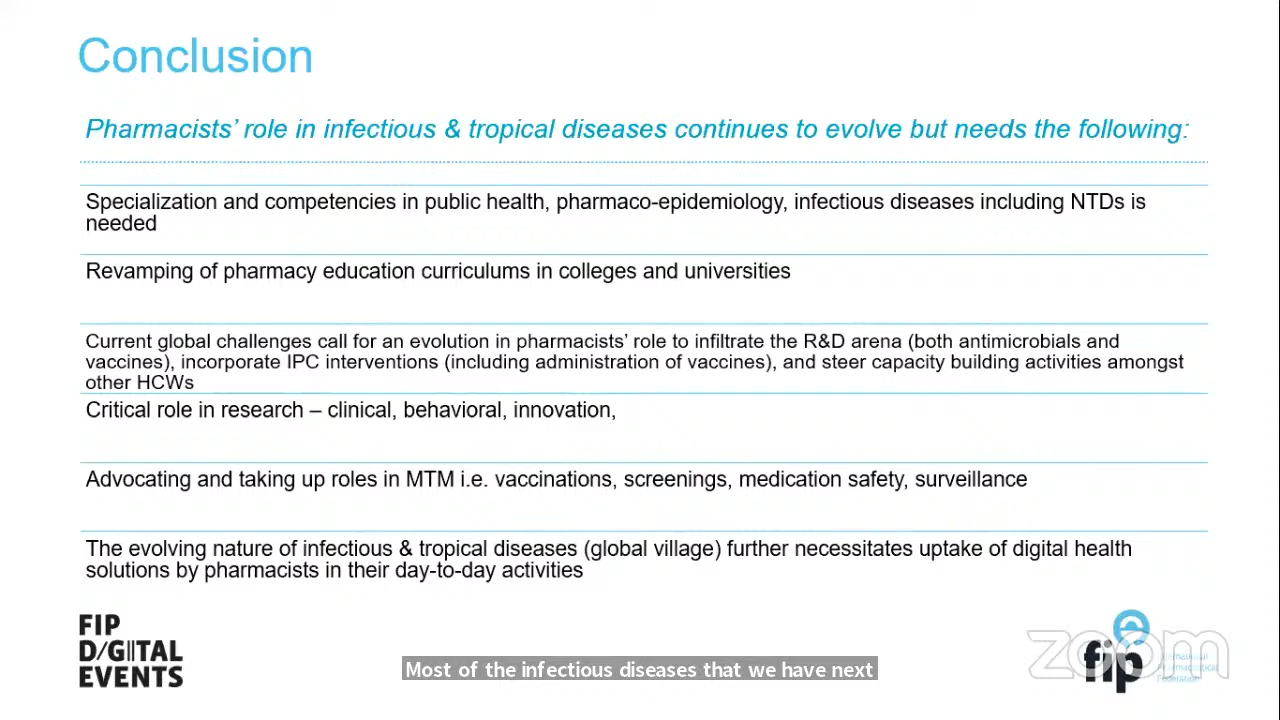 Conclusion
Pharmacists’ role in infectious & tropical diseases continues to evolve but needs the following:
Specialization and competencies in public health, pharmaco-epidemiology, infectious diseases including NTDs is
needed
Revamping of pharmacy education curriculums in colleges and universities
Current global challenges call for an evolution in pharmacists’ role to infiltrate the R&D arena (both antimicrobials and
vaccines), incorporate IPC interventions (including administration of vaccines), and steer capacity building activities amongst
other HCWs
Critical role in research – clinical, behavioral, innovation,
Advocating and taking up roles in MTM i.e. vaccinations, screenings, medication safety, surveillance
The evolving nature of infectious & tropical diseases (global village) further necessitates uptake of digital health
solutions by pharmacists in their day-to-day activities
FIP
D/GITAL
EVENTS
Most of the infectious diseases that we have next
zoom
fip
International
Pharmaceutical
Federation